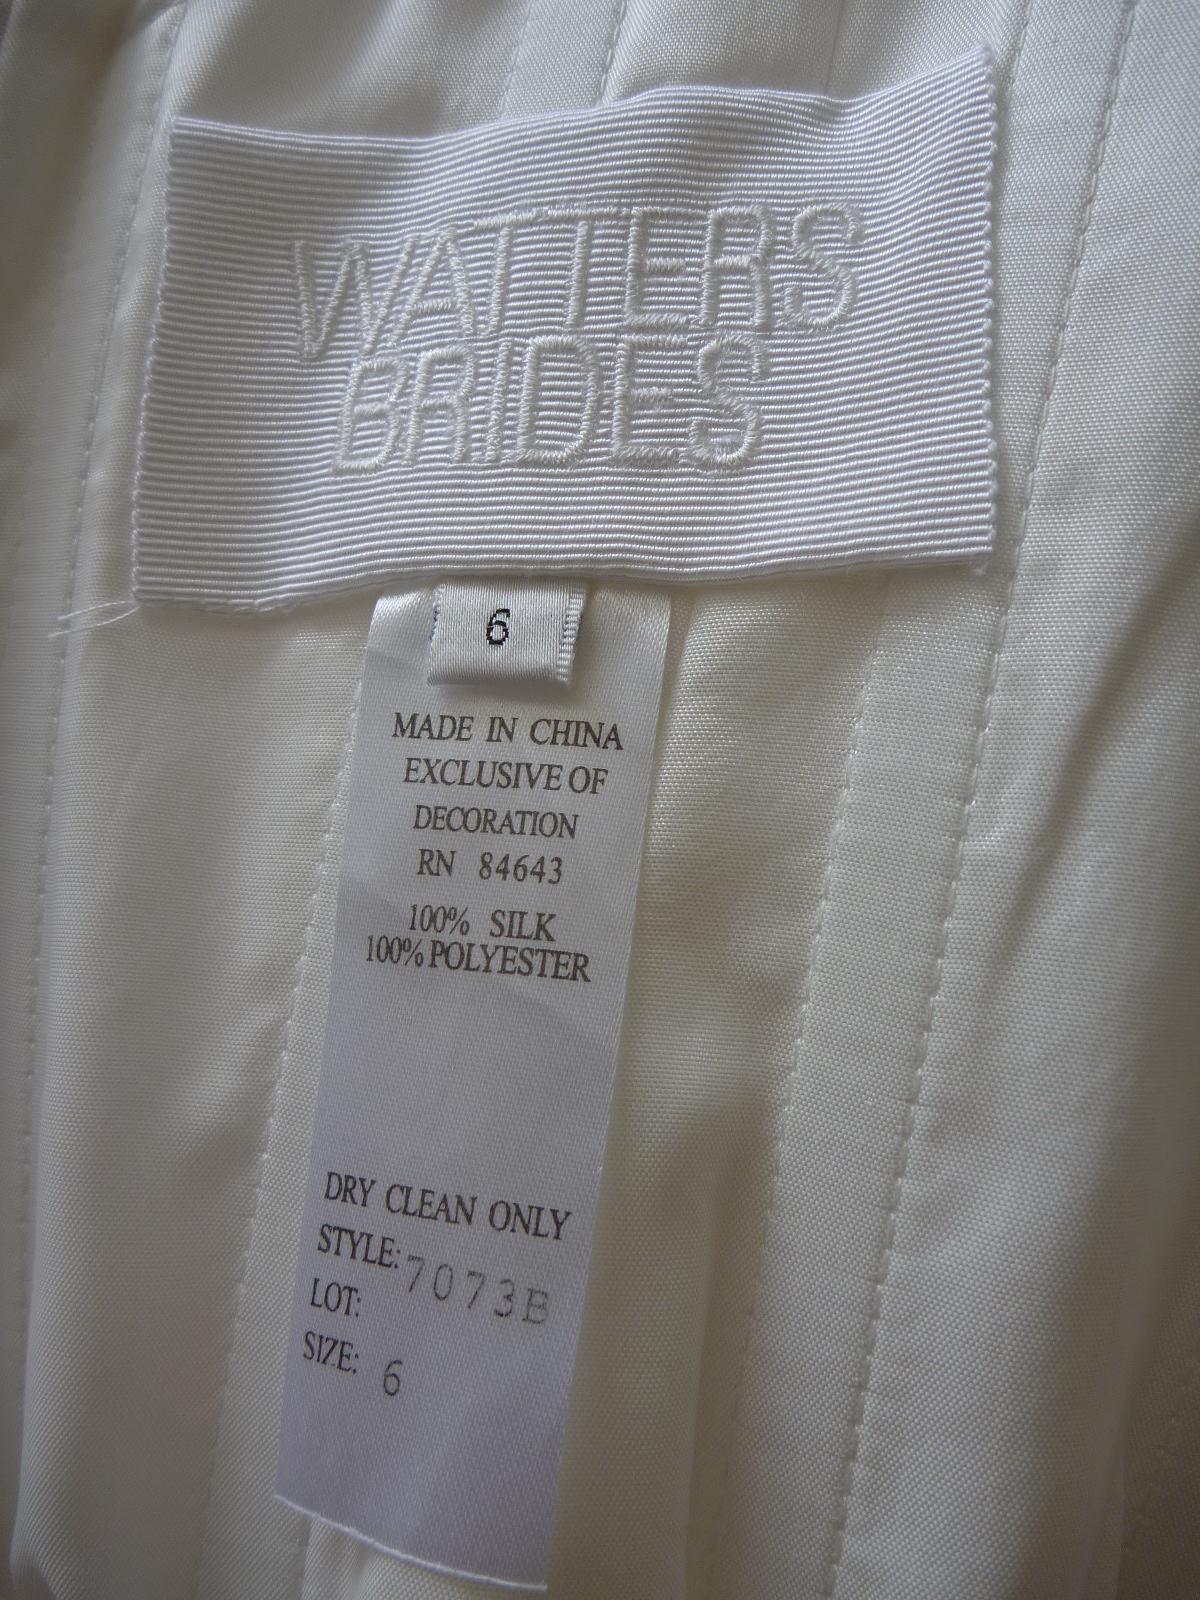 WATTERS
BRIDES
6
MADE IN CHINA
EXCLUSIVE OF
DECORATION
RN 84643
100% SILK
100% POLYESTER
DRY CLEAN ONLY
STYLE: 7073B
LOT:
SIZE: 6